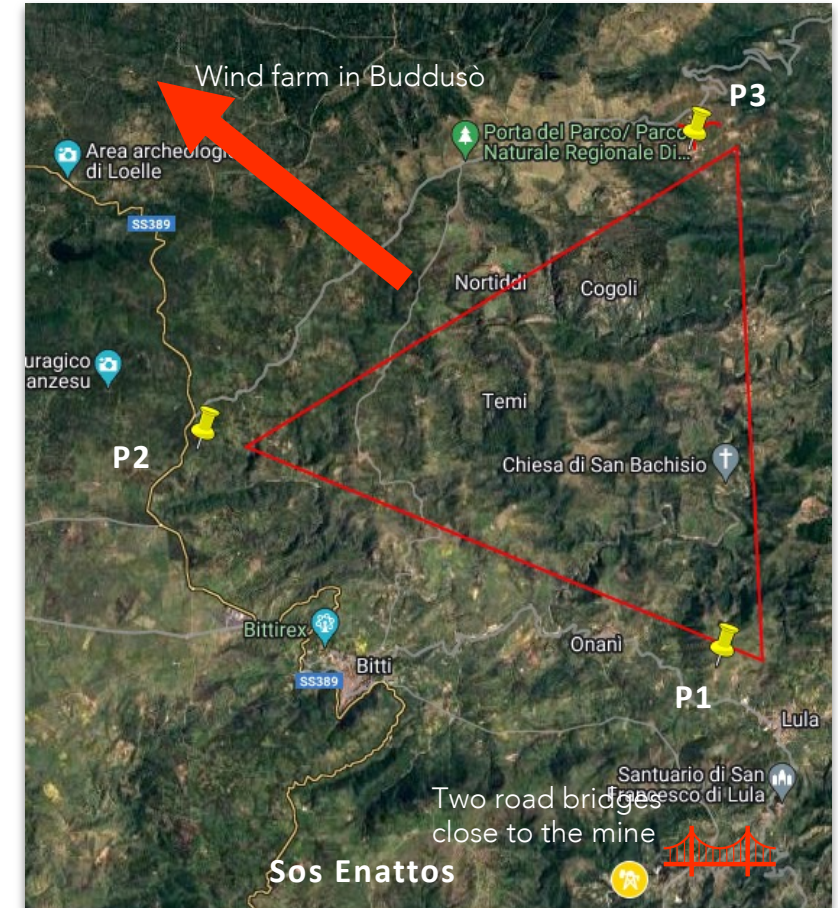 Wind farm in Buddusò
P3
Porta del Parco/ Parco
Naturale Regionale Di...
Area archeologic
di Loelle
SS389
Nortiddi
Cogoli
uragico
anzesu
Temi
P2
Chiesa di San Bachisio
Bittirex
Onanì
Bitti
SS389
P1
Lula
Santuario di San
Francesco di Lula
Two road bridges
close to the mine
Sos Enattos